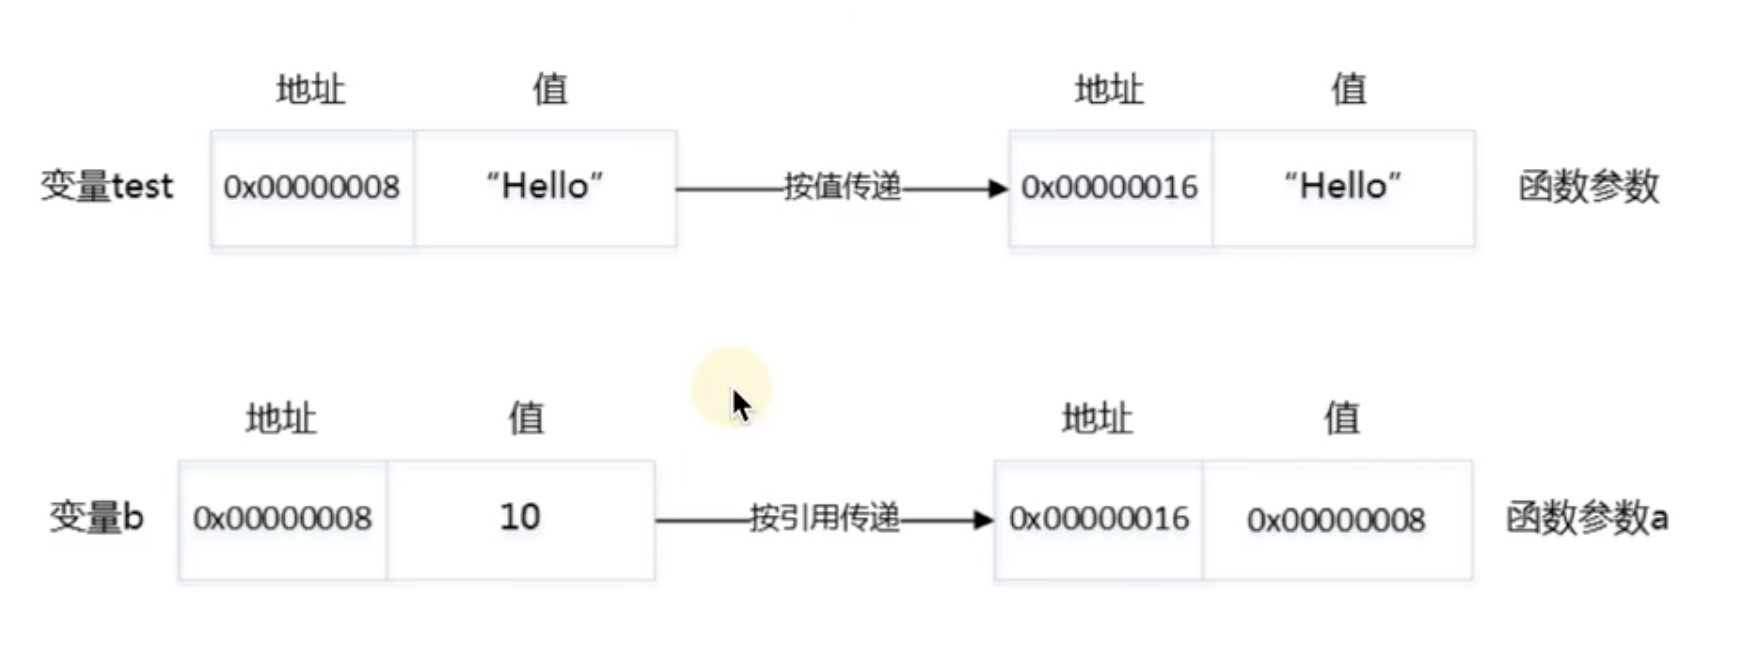 地址 值 地址 值
变量test 0x00000008 “Hello” 按值传递 0x00000016 “Hello” 函数参数
地址 值 地址 值
变量b 0x00000008 10 按引用传递 0x00000016 0x00000008 函数参数a